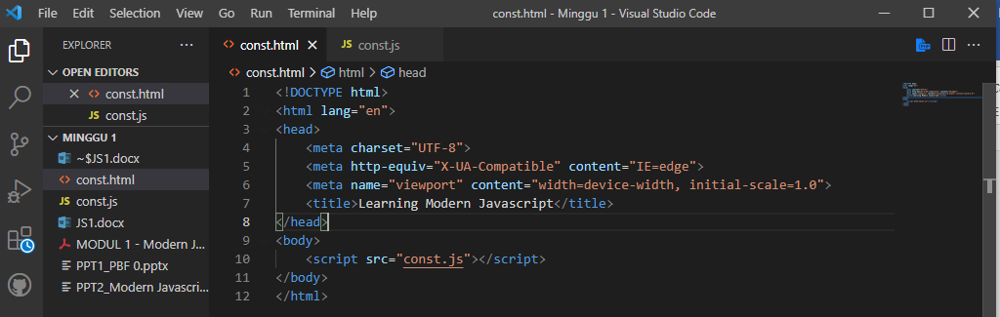 File Edit Selection View Go Run Terminal Help const.html - Minggu 1 - Visual Studio Code
EXPLORER ···
OPEN EDITORS
const.html
JS const.js
MINGGU 1
~$JS1.docx
const.html
JS const.js
JS1.docx
MODUL 1 - Modern J...
PPT1_PBF 0.pptx
PPT2_Modern Javascri...
const.html JS const.js
const.html > html > head
1 <!DOCTYPE html>
2 <html lang="en">
3 <head>
4 <meta charset="UTF-8">
5 <meta http-equiv="X-UA-Compatible" content="IE=edge">
6 <meta name="viewport" content="width=device-width, initial-scale=1.0">
7 <title>Learning Modern Javascript</title>
8 </head>
9 <body>
10 <script src="const.js"></script>
11 </body>
12 </html>